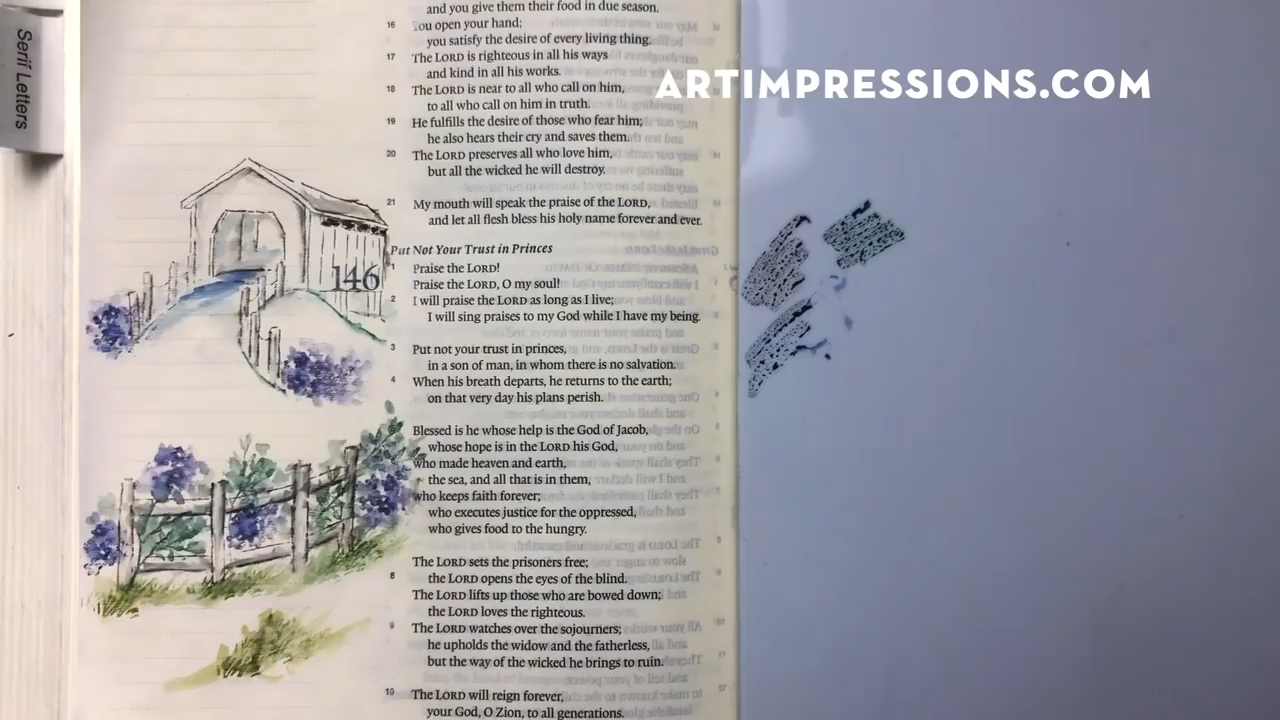 Serif Letters
ARTIMPRESSIONS.COM
and you give them their food in due season.
16 You open your hand;
you satisfy the desire of every living thing.
17 The LORD is righteous in all his ways
and kind in all his works.
18 The LORD is near to all who call on him,
to all who call on him in truth.
19 He fulfills the desire of those who fear him;
he also hears their cry and saves them.
20 The LORD preserves all who love him,
but all the wicked he will destroy.
21 My mouth will speak the praise of the LORD,
and let all flesh bless his holy name forever and ever.
Put Not Your Trust in Princes
146
1 Praise the LORD!
Praise the LORD, O my soul!
2 I will praise the LORD as long as I live;
I will sing praises to my God while I have my being.
3 Put not your trust in princes,
in a son of man, in whom there is no salvation.
4 When his breath departs, he returns to the earth;
on that very day his plans perish.
Blessed is he whose help is the God of Jacob,
whose hope is in the LORD his God,
who made heaven and earth,
the sea, and all that is in them,
who keeps faith forever;
who executes justice for the oppressed,
who gives food to the hungry.
The LORD sets the prisoners free;
8 the LORD opens the eyes of the blind.
The LORD lifts up those who are bowed down;
the LORD loves the righteous.
9 The LORD watches over the sojourners;
he upholds the widow and the fatherless,
but the way of the wicked he brings to ruin.
10 The LORD will reign forever,
your God, O Zion, to all generations.